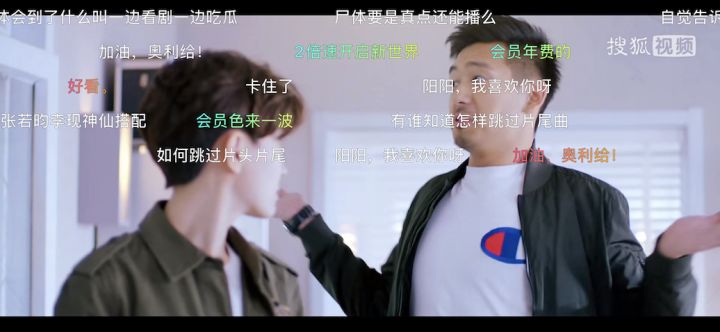 体会到了什么叫一边看剧一边吃瓜 尸体要是真点还能播么 自觉告诉
加油，奥利给! 2倍速开启新世界 会员年费的
搜狐视频
好看。 卡住了 阳阳，我喜欢你呀
张若昀李现神仙搭配 会员色来一波 有谁知道怎样跳过片尾曲
如何跳过片头片尾 阳阳，我喜欢你呀 加油，奥利给!